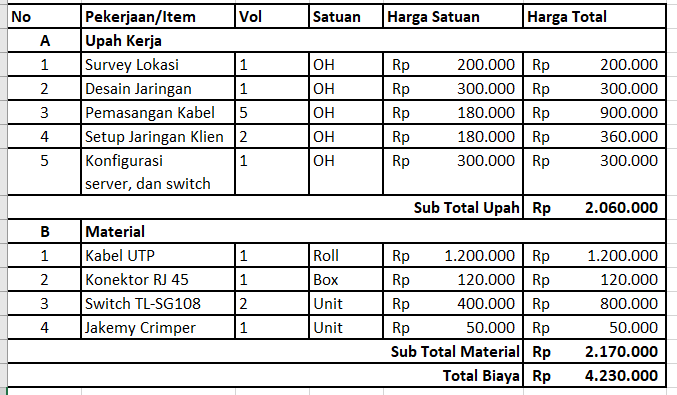 No Pekerjaan/Item Vol Satuan Harga Satuan Harga Total
A Upah Kerja
1 Survey Lokasi 1 OH Rp 200.000 Rp 200.000
2 Desain Jaringan 1 OH Rp 300.000 Rp 300.000
3 Pemasangan Kabel 5 OH Rp 180.000 Rp 900.000
4 Setup Jaringan Klien 2 OH Rp 180.000 Rp 360.000
5 Konfigurasi 1 OH Rp 300.000 Rp 300.000
server, dan switch
Sub Total Upah Rp 2.060.000
B Material
1 Kabel UTP 1 Roll Rp 1.200.000 Rp 1.200.000
2 Konektor RJ 45 1 Box Rp 120.000 Rp 120.000
3 Switch TL-SG108 2 Unit Rp 400.000 Rp 800.000
4 Jakemy Crimper 1 Unit Rp 50.000 Rp 50.000
Sub Total Material Rp 2.170.000
Total Biaya Rp 4.230.000